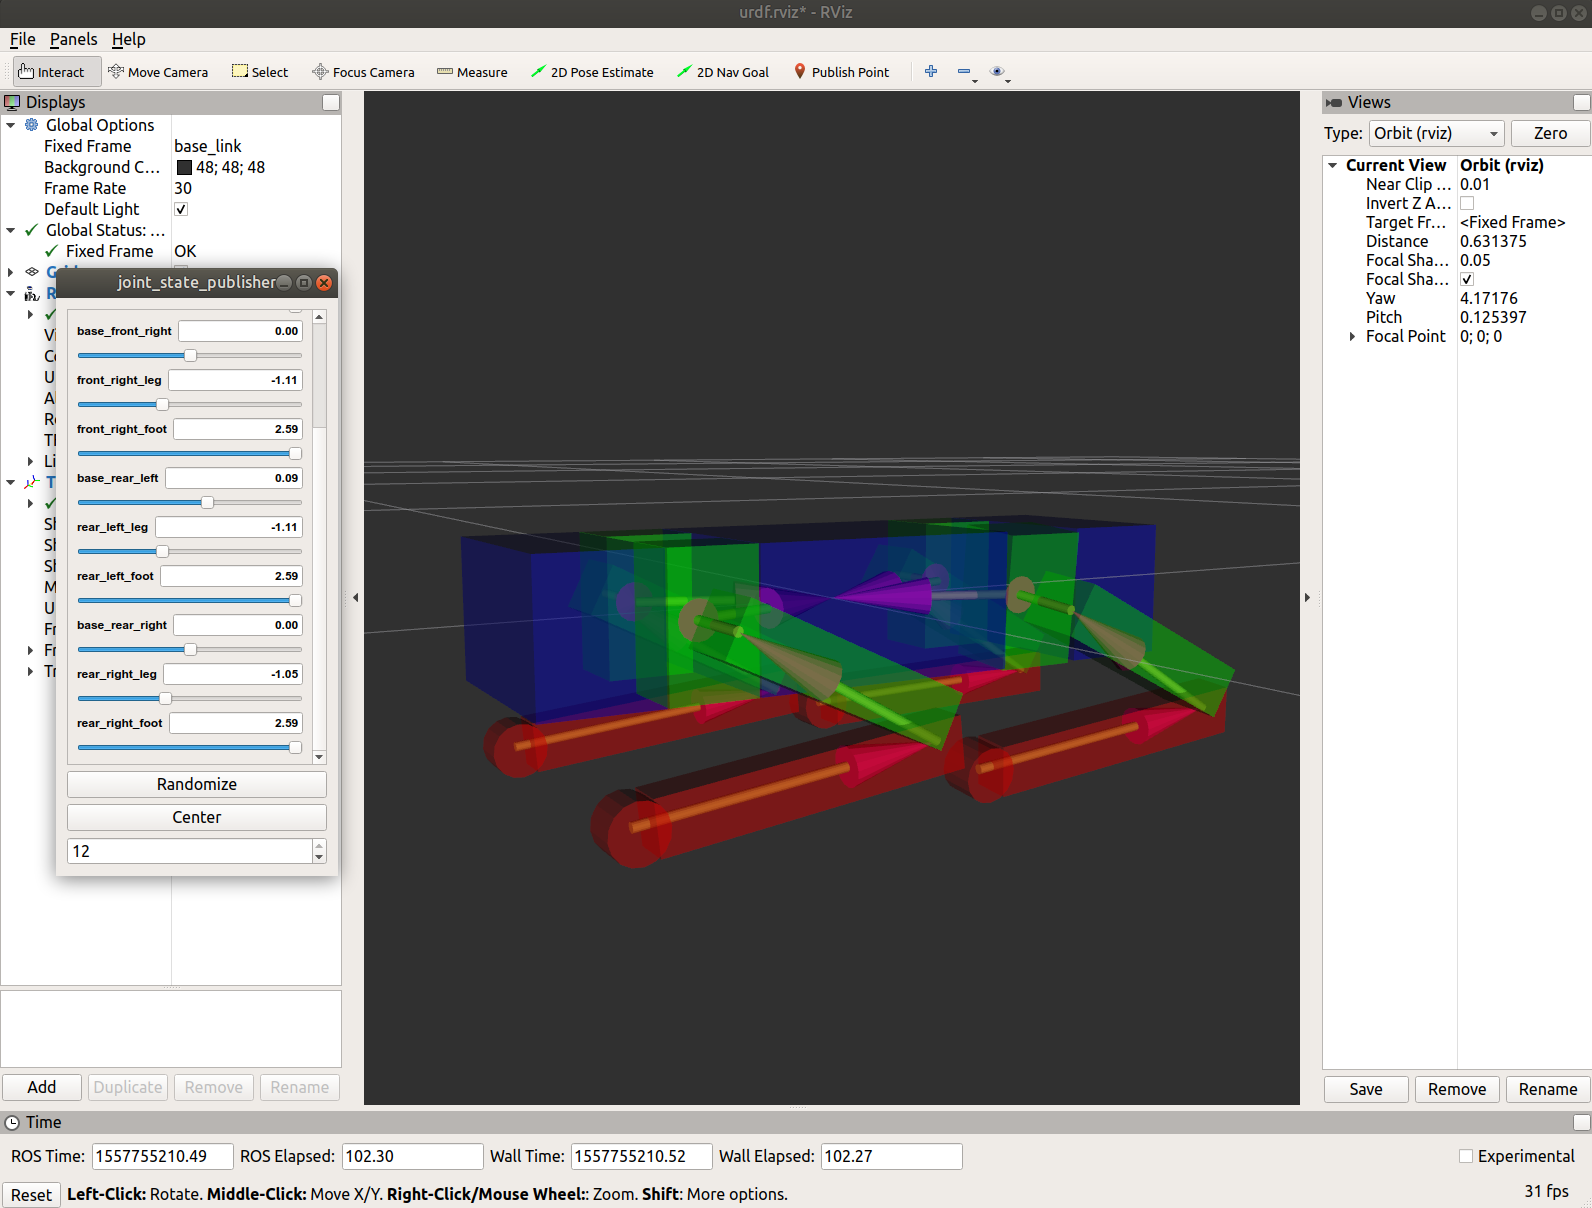 urdf.rviz* - RViz
File Panels Help
Interact Move Camera Select Focus Camera Measure 2D Pose Estimate 2D Nav Goal Publish Point
Displays
Global Options
Fixed Frame base_link
Background C... 48; 48; 48
Frame Rate 30
Default Light
Global Status: ...
Fixed Frame OK
joint_state_publisher
base_front_right 0.00
front_right_leg -1.11
front_right_foot 2.59
base_rear_left 0.09
rear_left_leg -1.11
rear_left_foot 2.59
base_rear_right 0.00
rear_right_leg -1.05
rear_right_foot 2.59
Randomize
Center
12
Add Duplicate Remove Rename
Views
Type: Orbit (rviz) Zero
Current View Orbit (rviz)
Near Clip ... 0.01
Invert Z A...
Target Fr... <Fixed Frame>
Distance 0.631375
Focal Sha... 0.05
Focal Sha...
Yaw 4.17176
Pitch 0.125397
Focal Point 0; 0; 0
Save Remove Rename
Time
ROS Time: 1557755210.49 ROS Elapsed: 102.30 Wall Time: 1557755210.52 Wall Elapsed: 102.27 Experimental
Reset Left-Click: Rotate. Middle-Click: Move X/Y. Right-Click/Mouse Wheel:: Zoom. Shift: More options. 31 fps